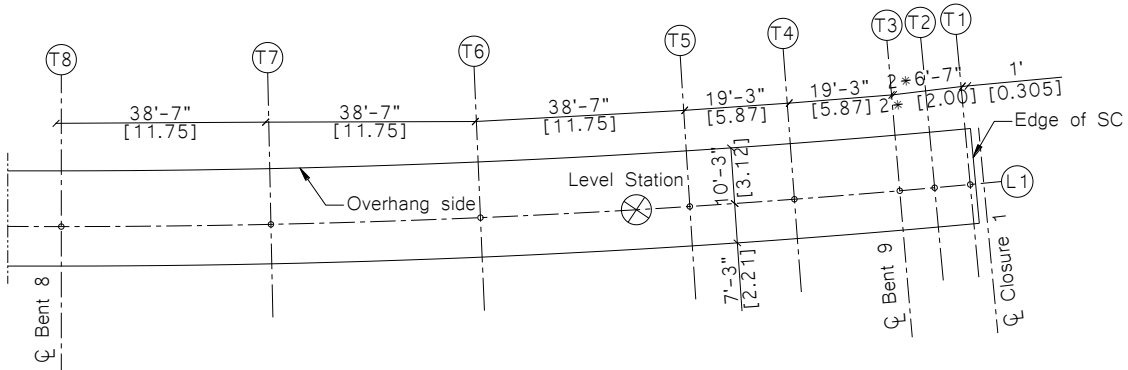 T8
T7
T6
T5
T4
T3
T2
T1
38'-7"
[11.75]
38'-7"
[11.75]
38'-7"
[11.75]
19'-3"
[5.87]
19'-3"
[5.87]
2*6'-7"
2* [2.00]
1'
[0.305]
Edge of SC
Overhang side
Level Station
10'-3"
[3.12]
7'-3"
[2.21]
L1
℄ Bent 8
℄ Bent 9
℄ Closure 1